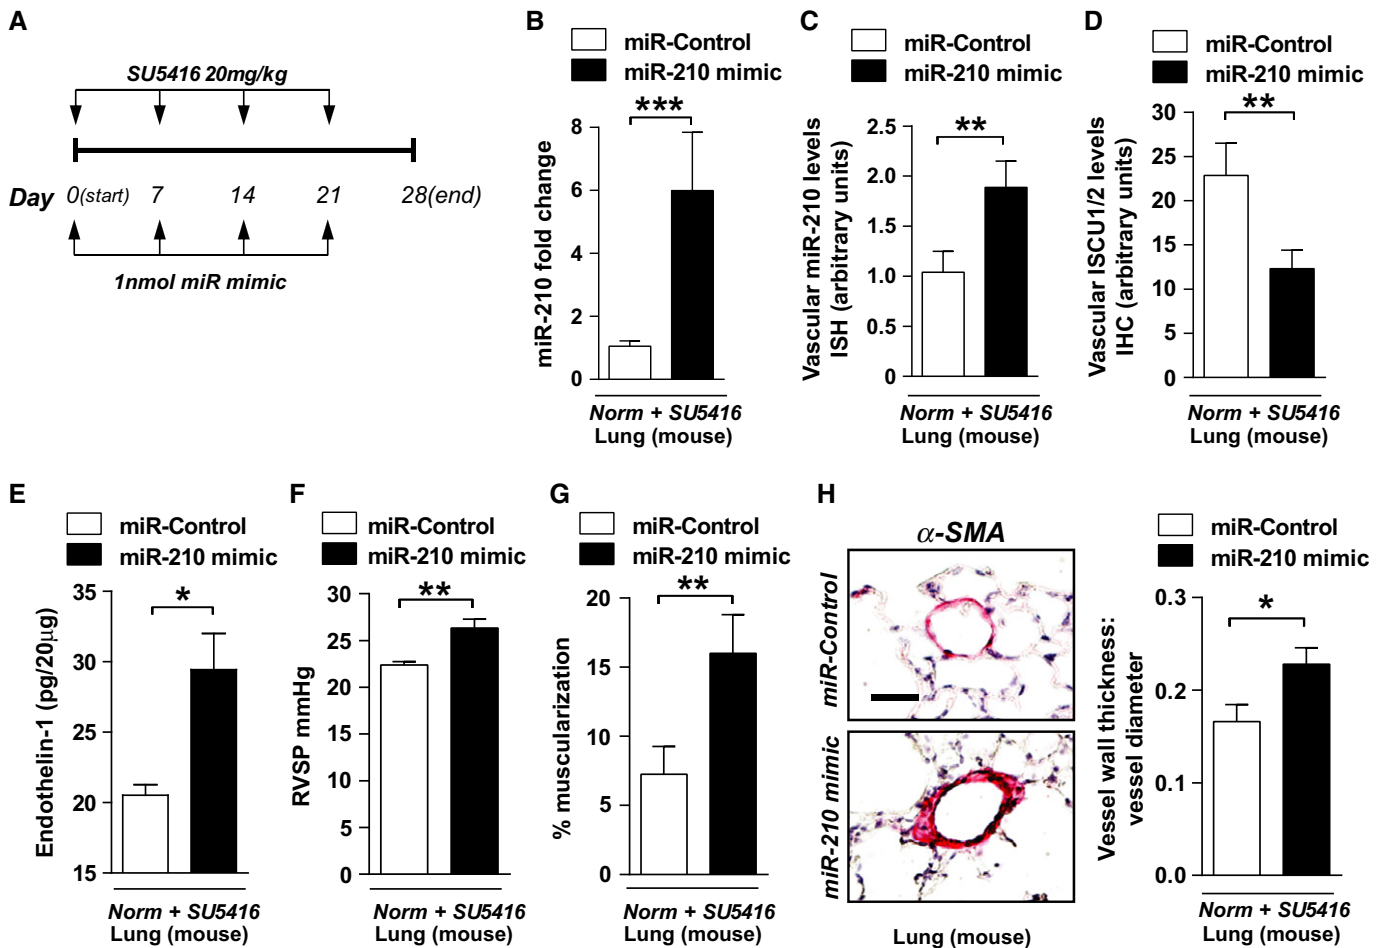 A
SU5416 20mg/kg
Day 0(start) 7 14 21 28(end)
1nmol miR mimic
B
miR-Control
miR-210 mimic
***
miR-210 fold change
8
6
4
2
0
Norm + SU5416
Lung (mouse)
C
miR-Control
miR-210 mimic
**
Vascular miR-210 levels
ISH (arbitrary units)
2.5
2.0
1.5
1.0
0.5
0.0
Norm + SU5416
Lung (mouse)
D
miR-Control
miR-210 mimic
**
Vascular ISCU1/2 levels
IHC (arbitrary units)
30
25
20
15
10
5
0
Norm + SU5416
Lung (mouse)
E
miR-Control
miR-210 mimic
*
Endothelin-1 (pg/20µg)
35
30
25
20
15
Norm + SU5416
Lung (mouse)
F
miR-Control
miR-210 mimic
**
RVSP mmHg
30
25
20
15
10
5
0
Norm + SU5416
Lung (mouse)
G
miR-Control
miR-210 mimic
**
% muscularization
20
15
10
5
0
Norm + SU5416
Lung (mouse)
H
α-SMA
miR-Control
miR-210 mimic
Lung (mouse)
miR-Control
miR-210 mimic
*
Vessel wall thickness:
vessel diameter
0.3
0.2
0.1
0.0
Norm + SU5416
Lung (mouse)